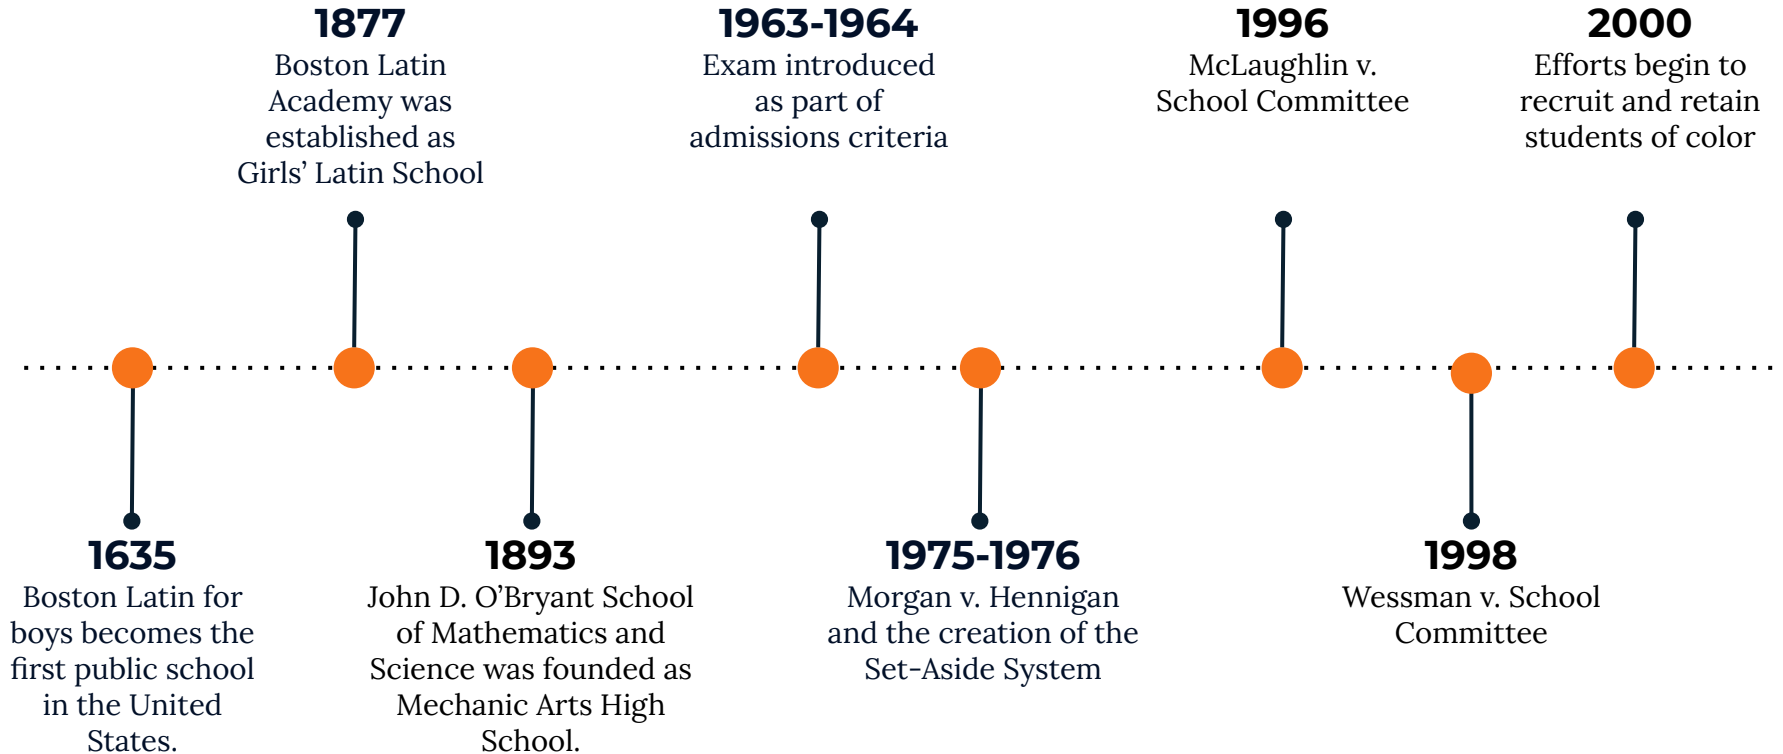 1877
Boston Latin
Academy was
established as
Girls’ Latin School
1963-1964
Exam introduced
as part of
admissions criteria
1996
McLaughlin v.
School Committee
2000
Efforts begin to
recruit and retain
students of color
1635
Boston Latin for
boys becomes the
first public school
in the United
States.
1893
John D. O’Bryant School
of Mathematics and
Science was founded as
Mechanic Arts High
School.
1975-1976
Morgan v. Hennigan
and the creation of the
Set-Aside System
1998
Wessman v. School
Committee